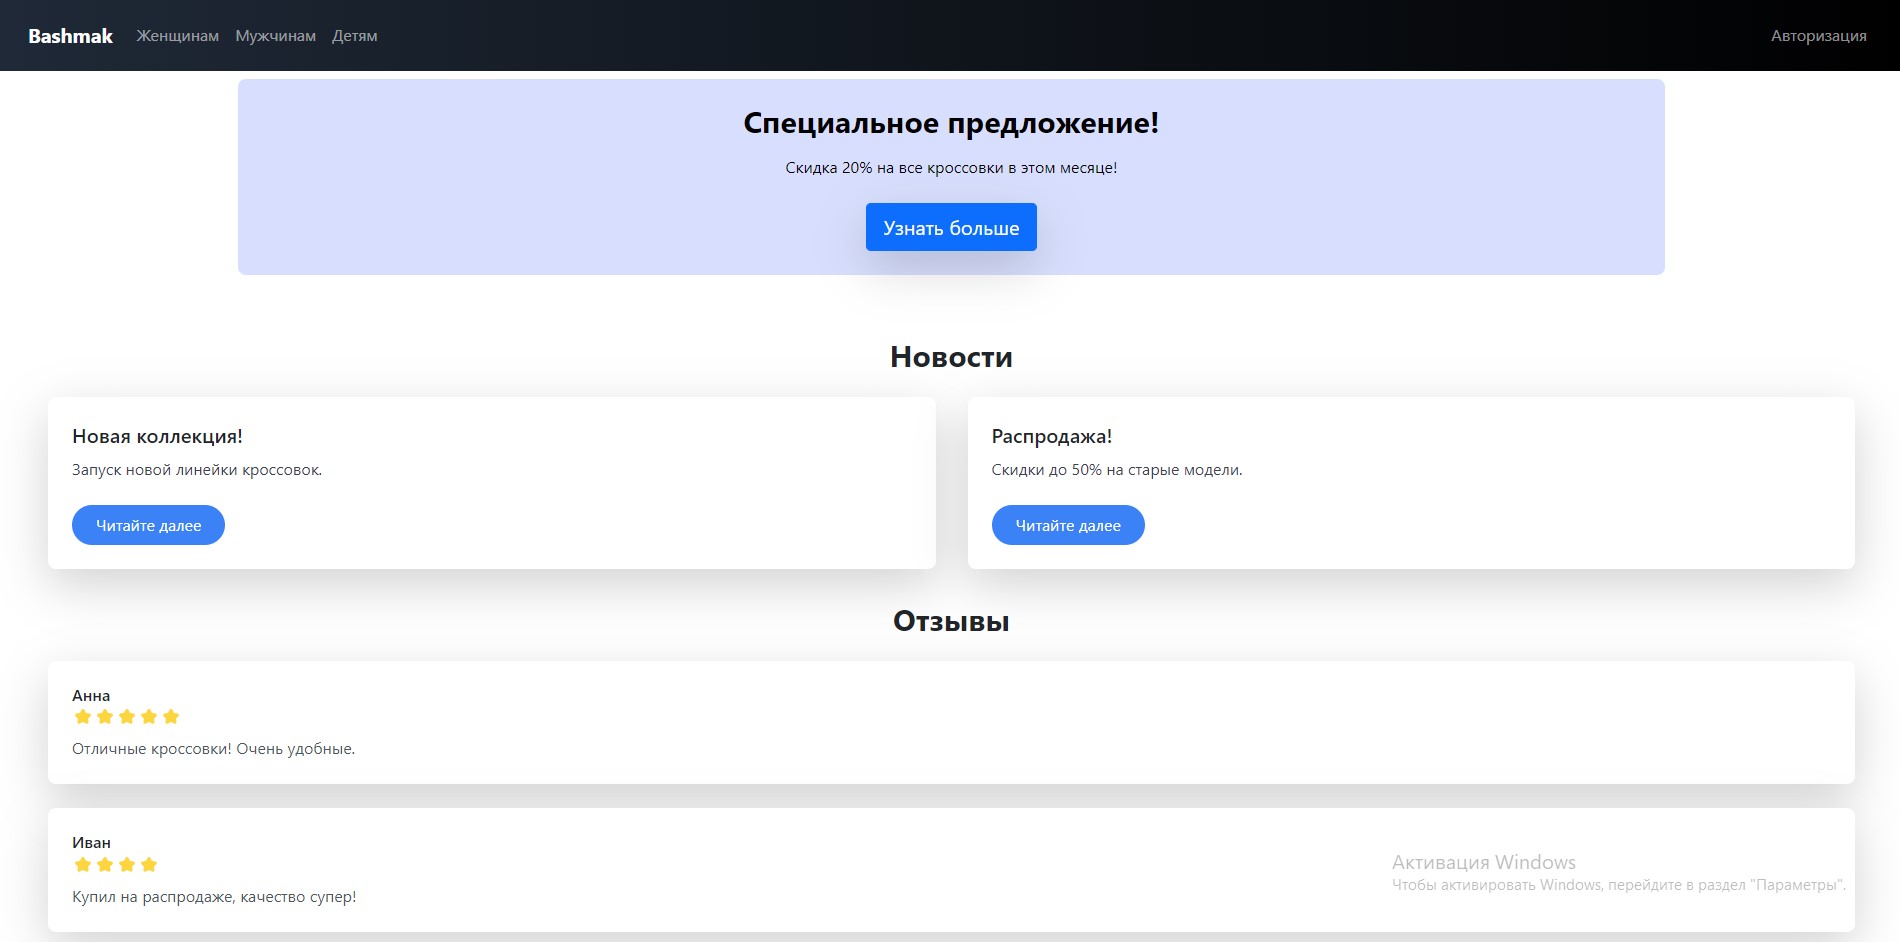 Bashmak Женщинам Мужчинам Детям Авторизация
Специальное предложение!
Скидка 20% на все кроссовки в этом месяце!
Узнать больше
Новости
Новая коллекция!
Запуск новой линейки кроссовок.
Читайте далее
Распродажа!
Скидки до 50% на старые модели.
Читайте далее
Отзывы
Анна
Отличные кроссовки! Очень удобные.
Иван
Купил на распродаже, качество супер!
Активация Windows
Чтобы активировать Windows, перейдите в раздел "Параметры".